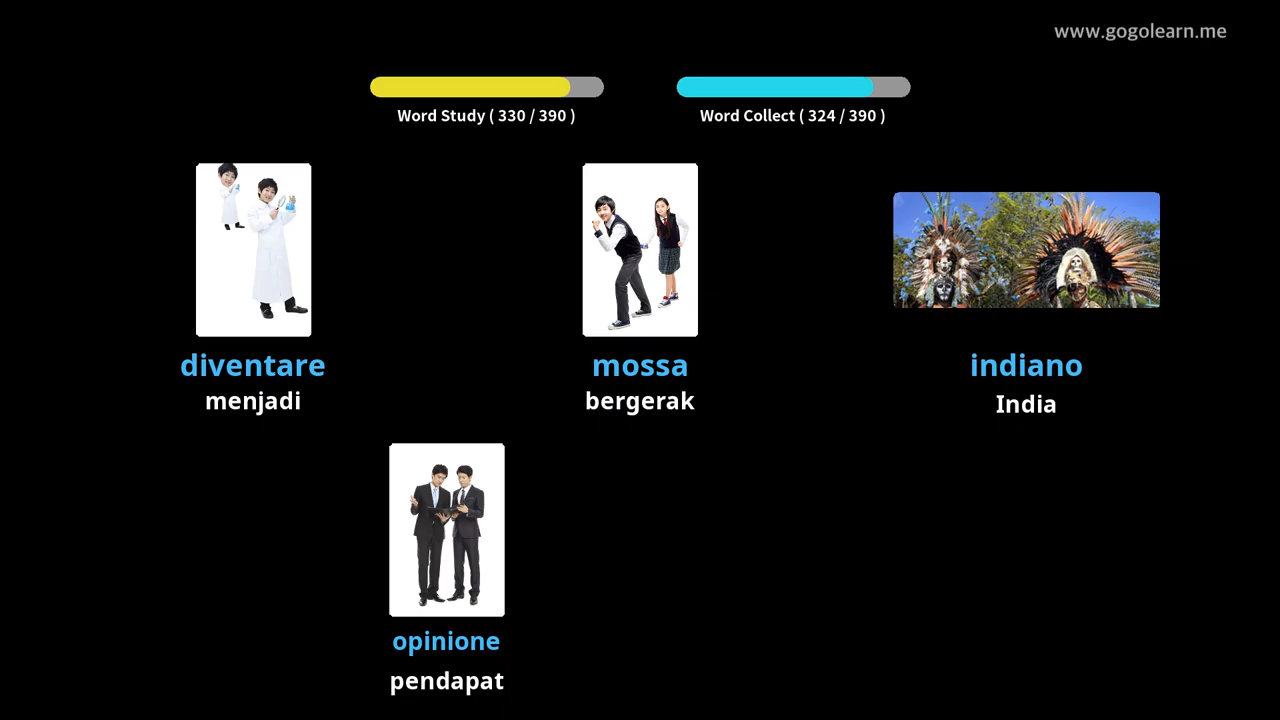 www.gogolearn.me
Word Study ( 330 / 390 )
Word Collect ( 324 / 390 )
diventare
menjadi
mossa
bergerak
indiano
India
opinione
pendapat